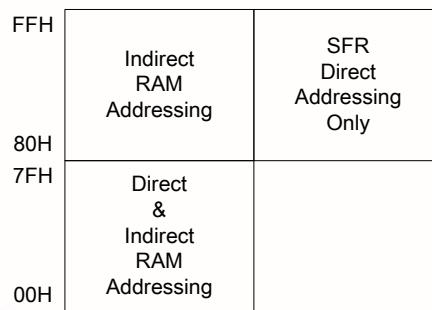 FFH
Indirect
RAM
Addressing
SFR
Direct
Addressing
Only
80H
7FH
Direct
&
Indirect
RAM
Addressing
00H